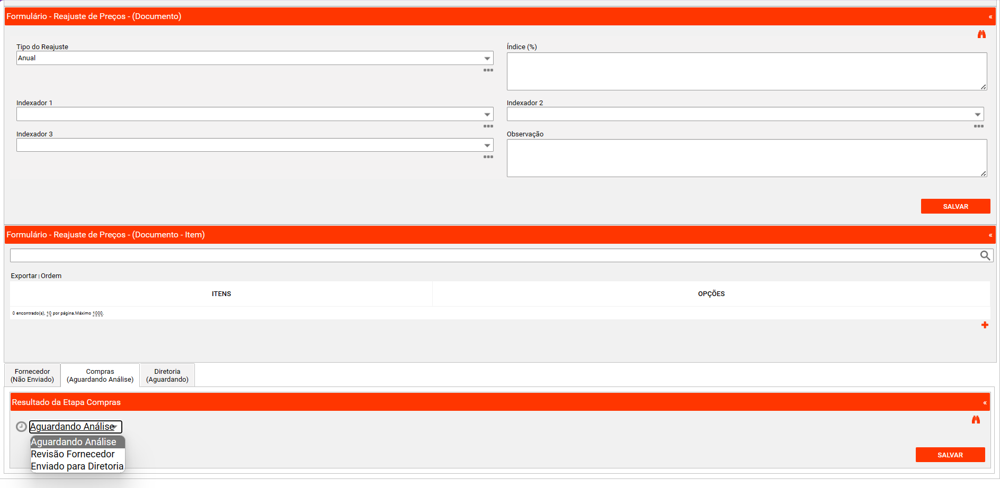 Formulário - Reajuste de Preços - (Documento) «
Tipo do Reajuste
Anual
Índice (%)
Indexador 1
Indexador 2
Indexador 3
Observação
SALVAR
Formulário - Reajuste de Preços - (Documento - Item) «
Exportar | Ordem
ITENS OPÇÕES
0 encontrado(s), 10 por página.Máximo 1000.
Fornecedor
(Não Enviado)
Compras
(Aguardando Análise)
Diretoria
(Aguardando)
Resultado da Etapa Compras «
Aguardando Análise
Aguardando Análise
Revisão Fornecedor
Enviado para Diretoria
SALVAR